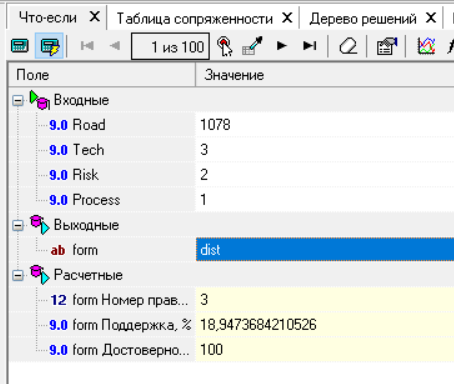 Что-если X Таблица сопряженности X Дерево решений X
1 из 100
Поле Значение
Входные
9.0 Road 1078
9.0 Tech 3
9.0 Risk 2
9.0 Process 1
Выходные
ab form dist
Расчетные
12 form Номер прав... 3
9.0 form Поддержка, % 18,9473684210526
9.0 form Достоверно... 100